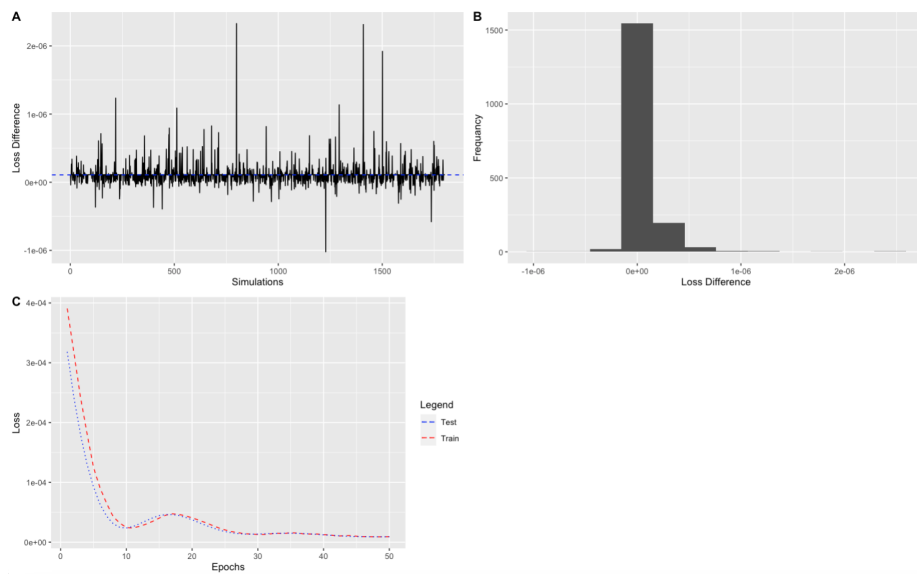 A
2e-06
1e-06
0e+00
-1e-06
Loss Difference
0
500
1000
1500
Simulations
B
1500
1000
500
0
Frequancy
-1e-06
0e+00
1e-06
2e-06
Loss Difference
C
4e-04
3e-04
2e-04
1e-04
0e+00
Loss
0
10
20
30
40
50
Epochs
Legend
Test
Train